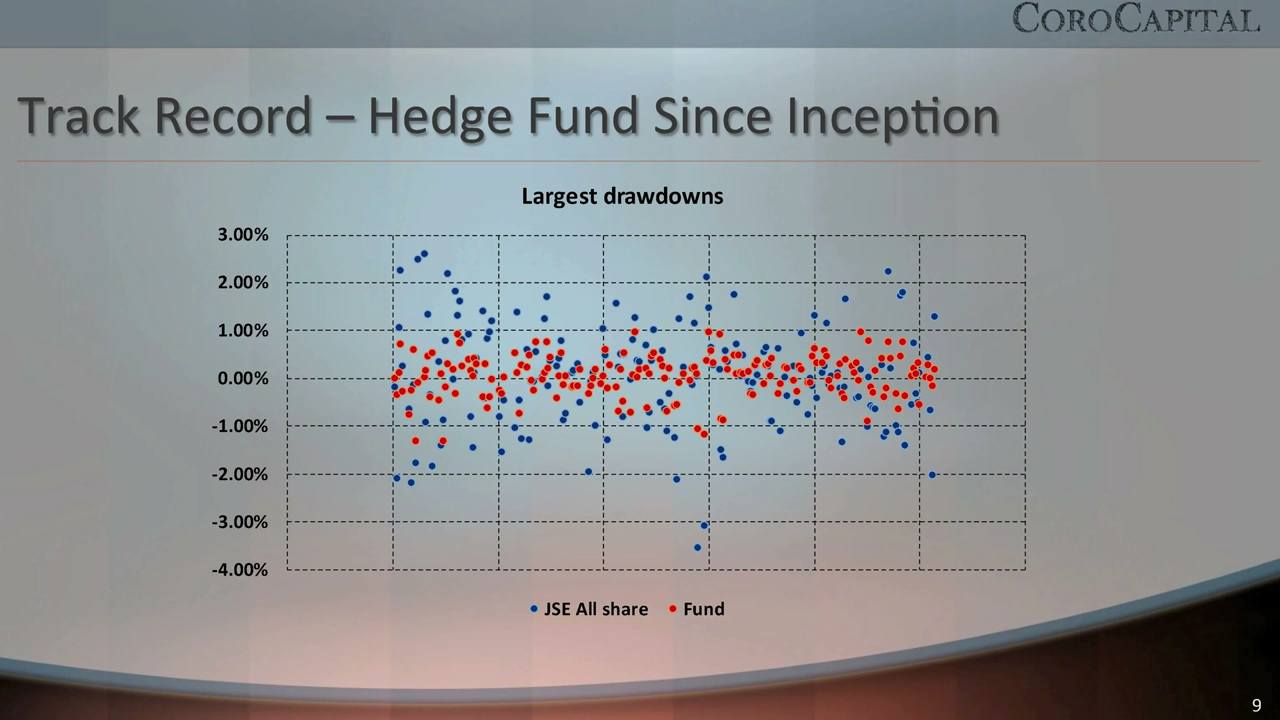 COROCAPITAL
Track Record – Hedge Fund Since Inception
Largest drawdowns
3.00%
2.00%
1.00%
0.00%
-1.00%
-2.00%
-3.00%
-4.00%
JSE All share Fund
9